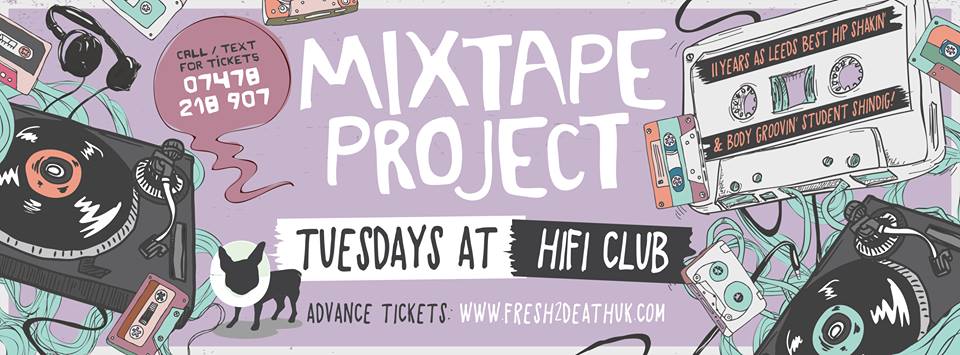 CALL / TEXT
FOR TICKETS
07478
218 907
MIXTAPE
PROJECT
11 YEARS AS LEEDS BEST HIP SHAKIN'
& BODY GROOVIN' STUDENT SHINDIG!
TUESDAYS AT HIFI CLUB
ADVANCE TICKETS: WWW.FRESH2DEATHUK.COM